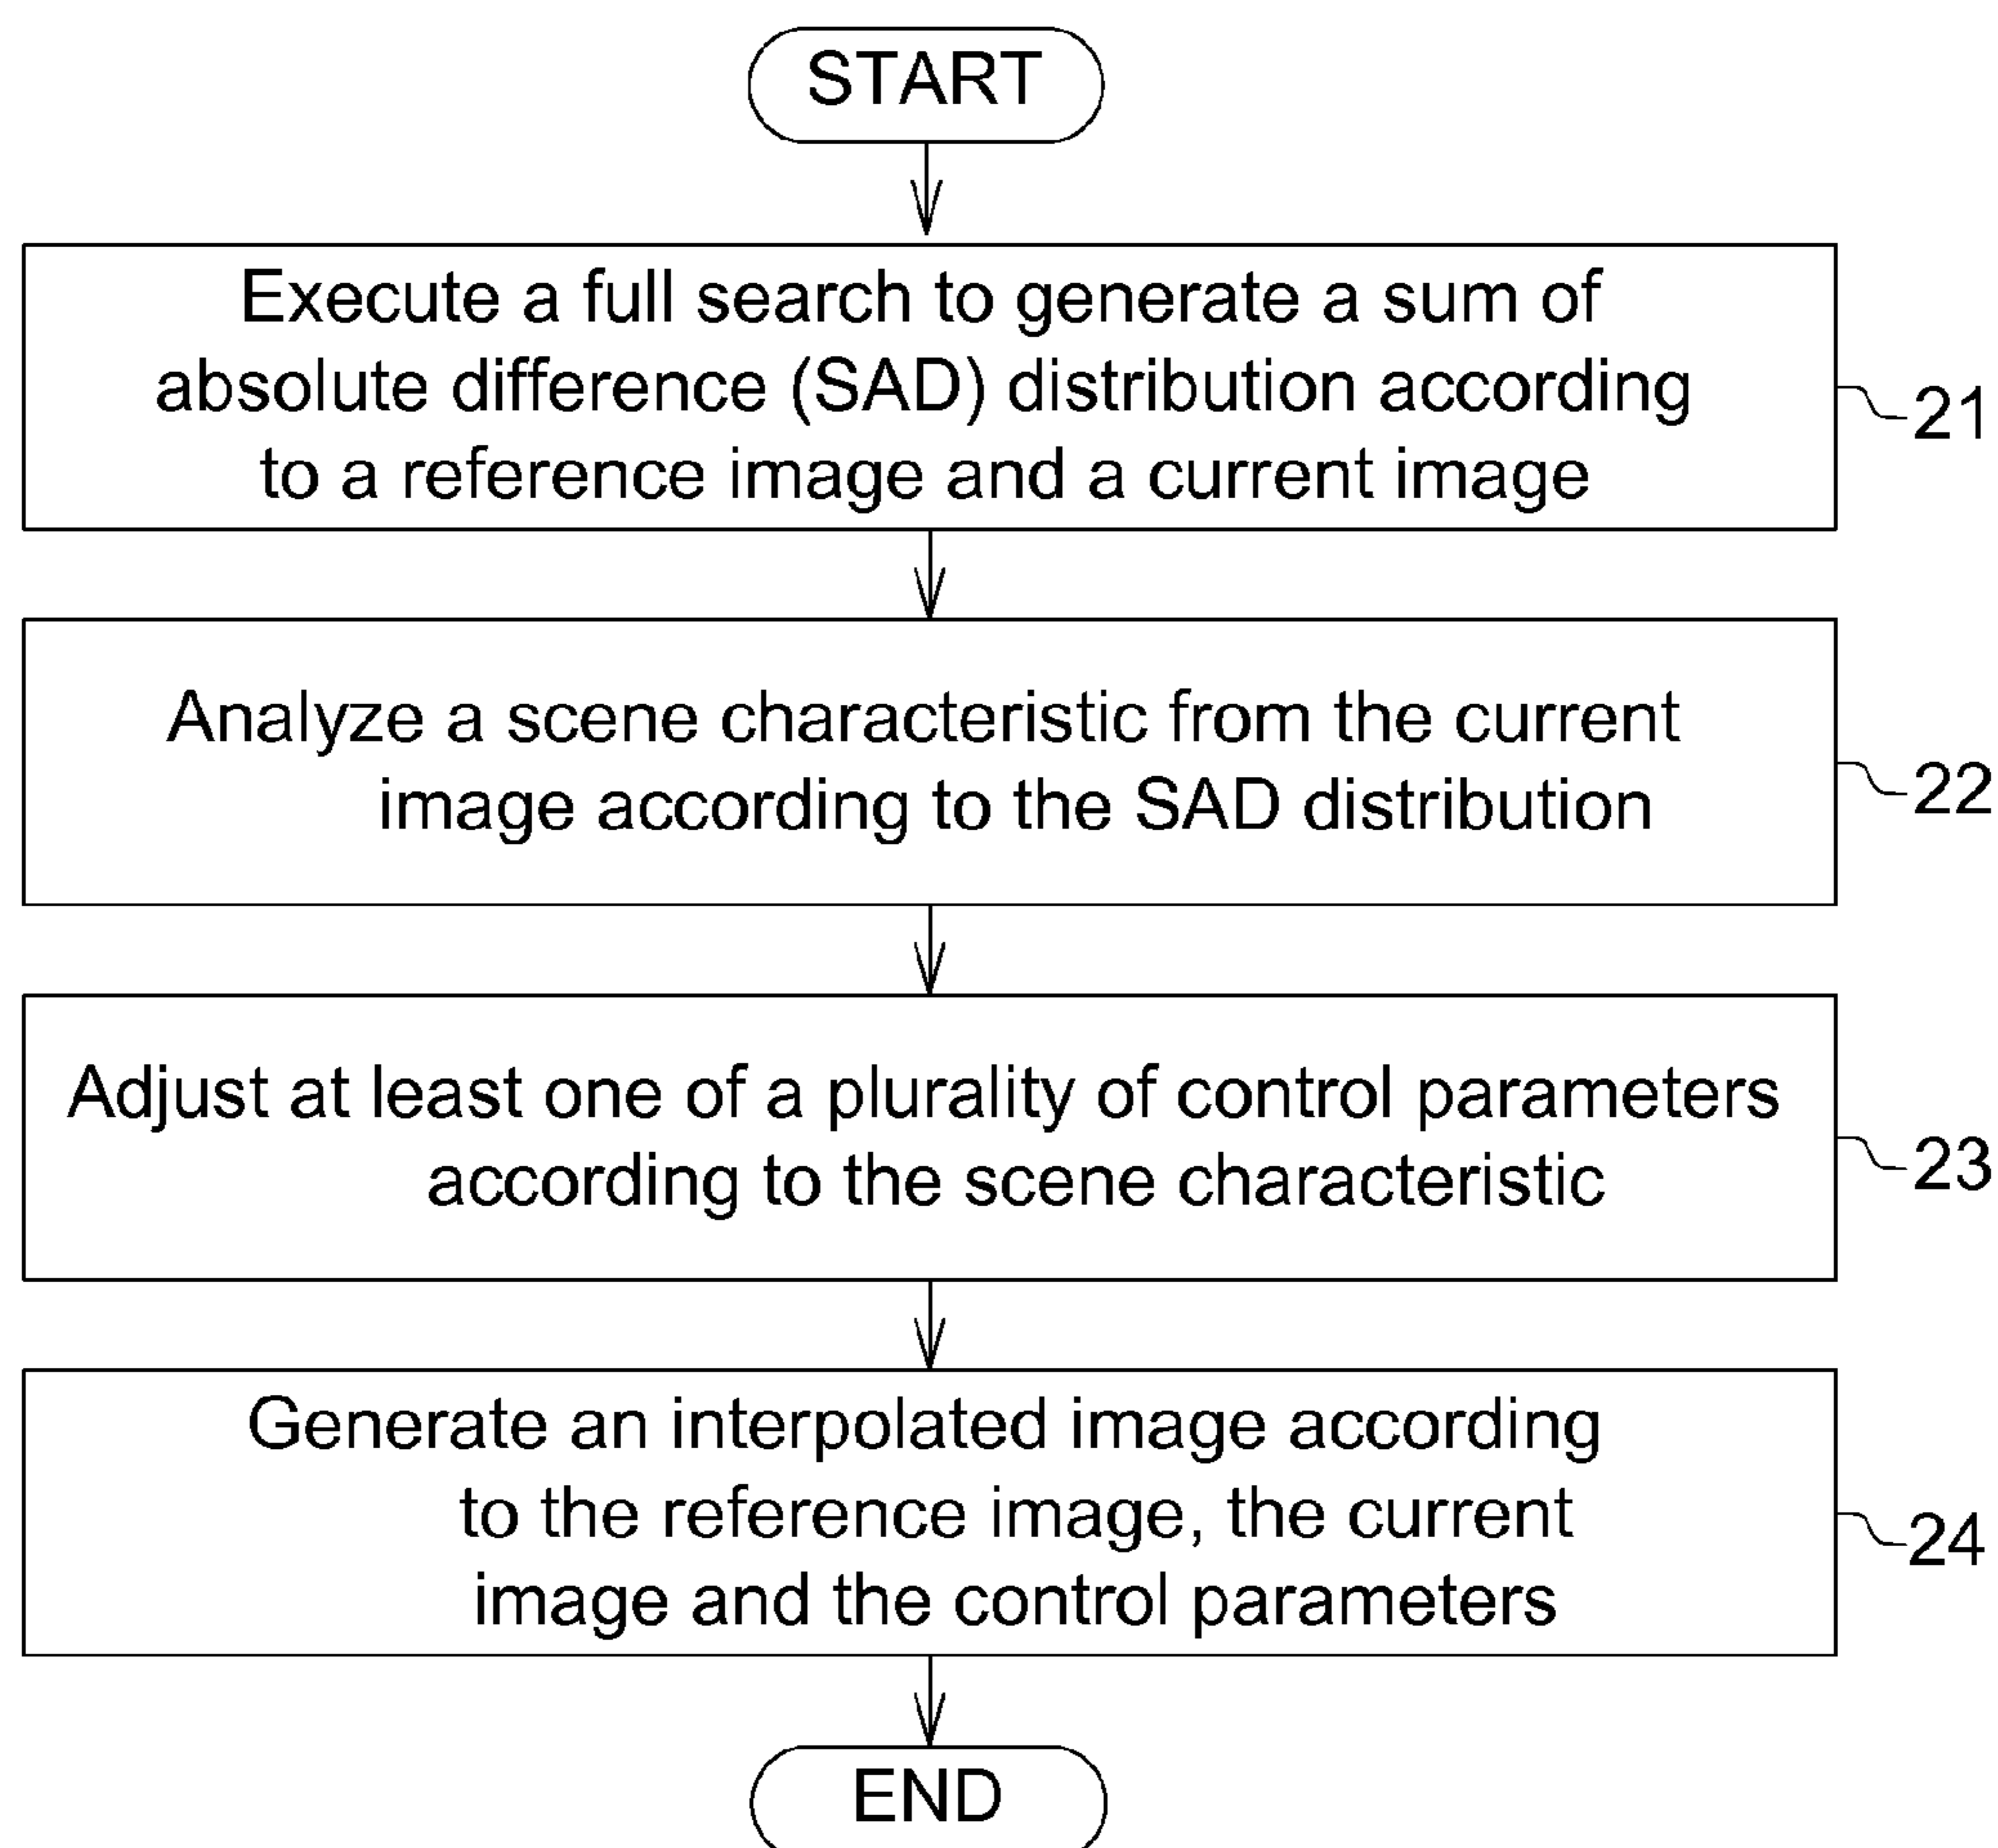 START
Execute a full search to generate a sum of
absolute difference (SAD) distribution according
to a reference image and a current image
21
Analyze a scene characteristic from the current
image according to the SAD distribution
22
Adjust at least one of a plurality of control parameters
according to the scene characteristic
23
Generate an interpolated image according
to the reference image, the current
image and the control parameters
24
END